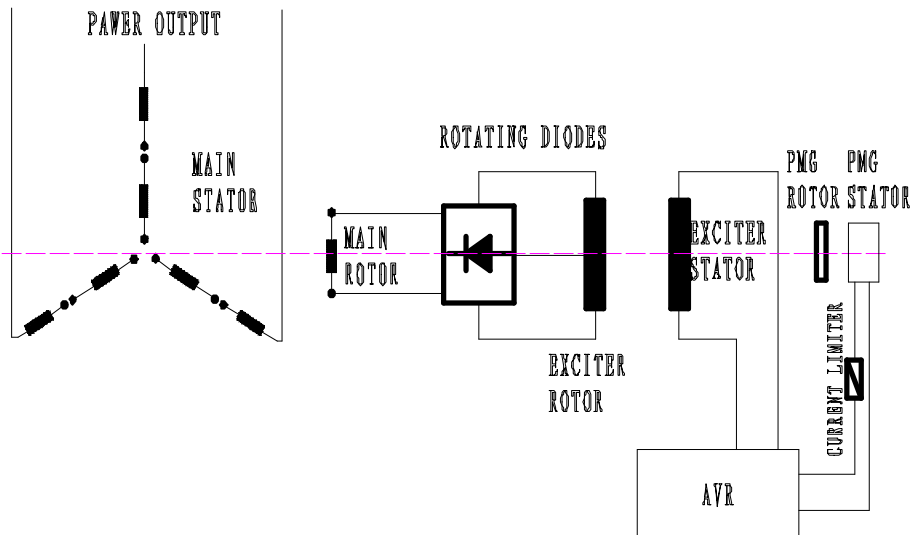 PAWER OUTPUT
MAIN
STATOR
ROTATING DIODES
MAIN
ROTOR
EXCITER
ROTOR
EXCITER
STATOR
PMG
ROTOR
PMG
STATOR
CURRENT LIMITER
AVR